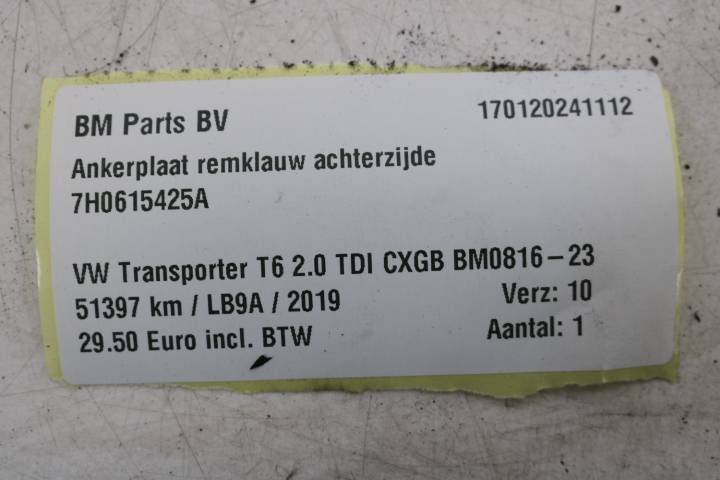 BM Parts BV 170120241112
Ankerplaat remklauw achterzijde
7H0615425A
VW Transporter T6 2.0 TDI CXGB BM0816-23
51397 km / LB9A / 2019 Verz: 10
29.50 Euro incl. BTW Aantal: 1